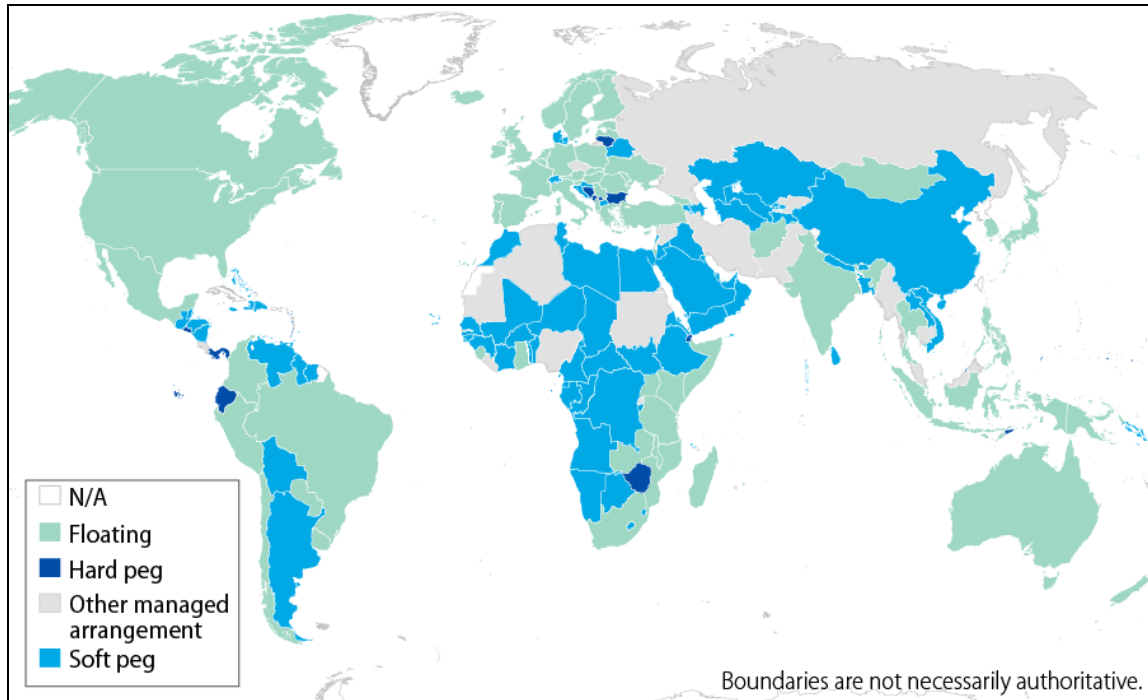 N/A
Floating
Hard peg
Other managed
arrangement
Soft peg
Boundaries are not necessarily authoritative.